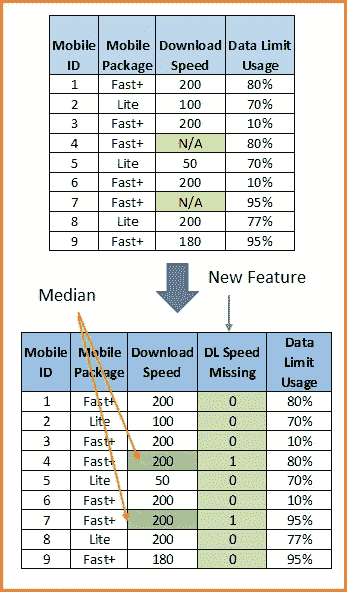 Mobile ID Mobile Package Download Speed Data Limit Usage
1 Fast+ 200 80%
2 Lite 100 70%
3 Fast+ 200 10%
4 Fast+ N/A 80%
5 Lite 50 70%
6 Fast+ 200 10%
7 Fast+ N/A 95%
8 Lite 200 77%
9 Fast+ 180 95%
New Feature
Median
Mobile ID Mobile Package Download Speed DL Speed Missing Data Limit Usage
1 Fast+ 200 0 80%
2 Lite 100 0 70%
3 Fast+ 200 0 10%
4 Fast+ 200 1 80%
5 Lite 50 0 70%
6 Fast+ 200 0 10%
7 Fast+ 200 1 95%
8 Lite 200 0 77%
9 Fast+ 180 0 95%